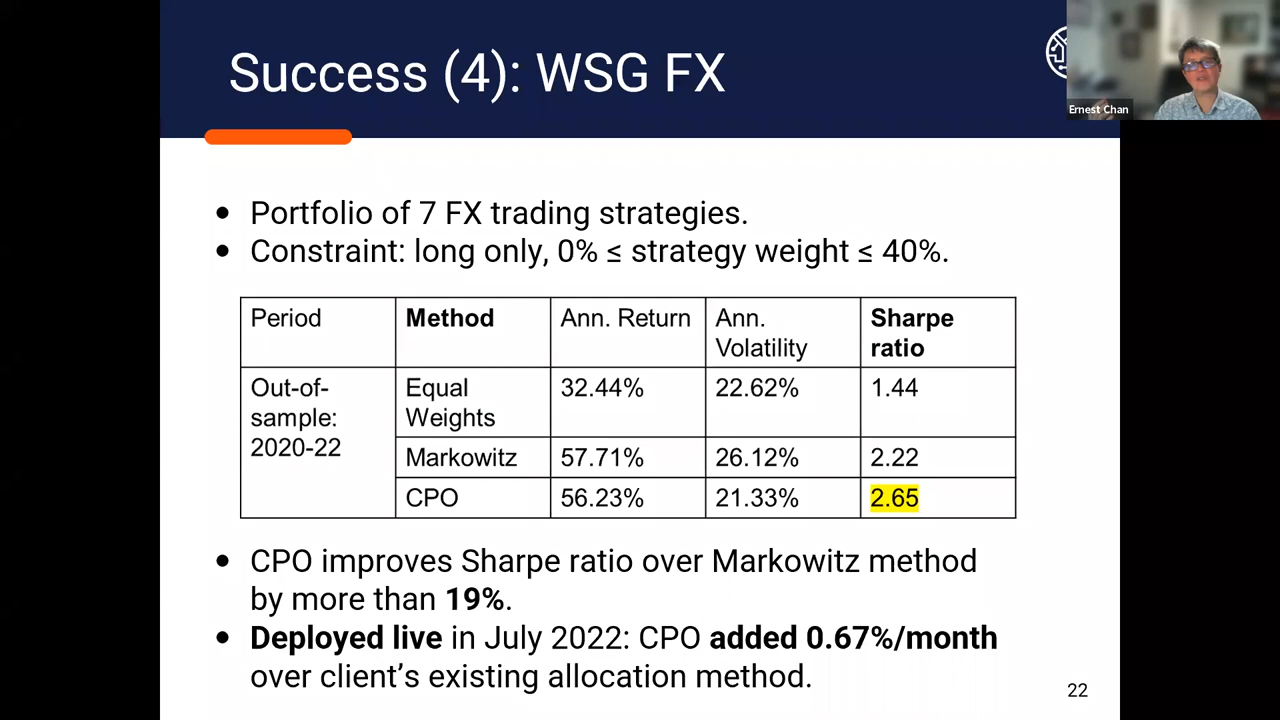 Success (4): WSG FX
Ernest Chan
• Portfolio of 7 FX trading strategies.
• Constraint: long only, 0% ≤ strategy weight ≤ 40%.
Period Method Ann. Return Ann. Volatility Sharpe ratio
Out-of-sample: 2020-22 Equal Weights 32.44% 22.62% 1.44
Markowitz 57.71% 26.12% 2.22
CPO 56.23% 21.33% 2.65
• CPO improves Sharpe ratio over Markowitz method
by more than 19%.
• Deployed live in July 2022: CPO added 0.67%/month
over client’s existing allocation method.
22